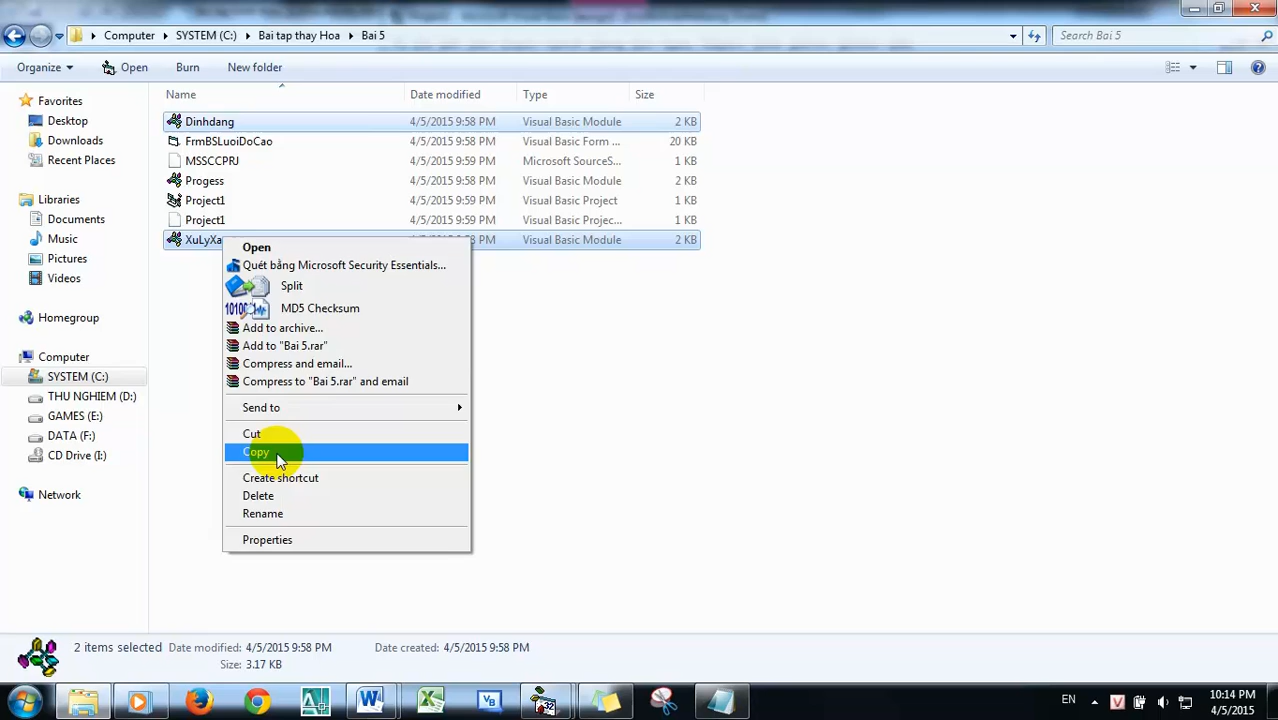 Computer SYSTEM (C:) Bai tap thay Hoa Bai 5 Search Bai 5
Organize Open Burn New folder
Name Date modified Type Size
Favorites
Desktop
Downloads
Recent Places
Libraries
Documents
Music
Pictures
Videos
Homegroup
Computer
SYSTEM (C:)
THU NGHIEM (D:)
GAMES (E:)
DATA (F:)
CD Drive (I:)
Network
Dinhdang 4/5/2015 9:58 PM Visual Basic Module 2 KB
FrmBSLuoiDoCao 4/5/2015 9:58 PM Visual Basic Form ... 20 KB
MSSCCPRJ 4/5/2015 9:59 PM Microsoft SourceS... 1 KB
Progess 4/5/2015 9:58 PM Visual Basic Module 2 KB
Project1 4/5/2015 9:59 PM Visual Basic Project 1 KB
Project1 4/5/2015 9:59 PM Visual Basic Projec... 1 KB
XuLyXa 4/5/2015 9:58 PM Visual Basic Module 2 KB
Open
Quét bằng Microsoft Security Essentials...
Split
MD5 Checksum
Add to archive...
Add to "Bai 5.rar"
Compress and email...
Compress to "Bai 5.rar" and email
Send to
Cut
Copy
Create shortcut
Delete
Rename
Properties
2 items selected Date modified: 4/5/2015 9:58 PM Date created: 4/5/2015 9:58 PM
Size: 3.17 KB
EN 10:14 PM
4/5/2015